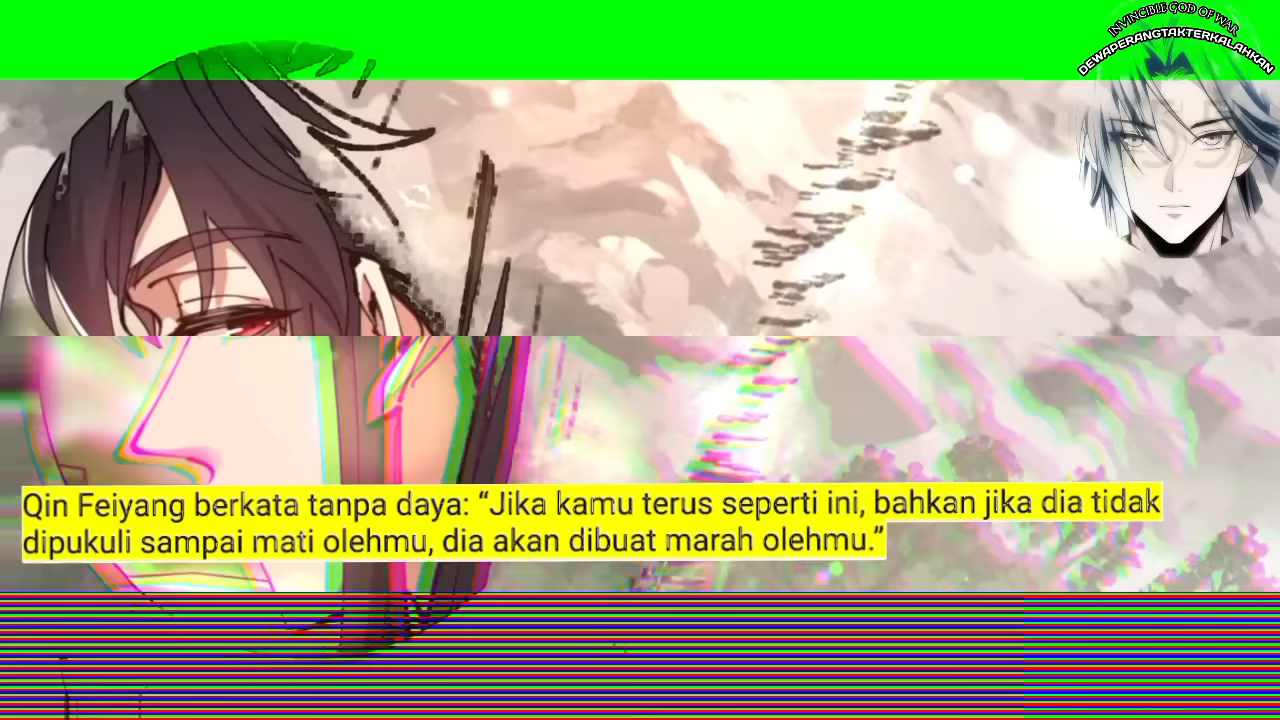 INVINCIBLE GOD OF WAR
DEWAPERANGTAKTERKALAHKAN
Qin Feiyang berkata tanpa daya: “Jika kamu terus seperti ini, bahkan jika dia tidak
dipukuli sampai mati olehmu, dia akan dibuat marah olehmu.”